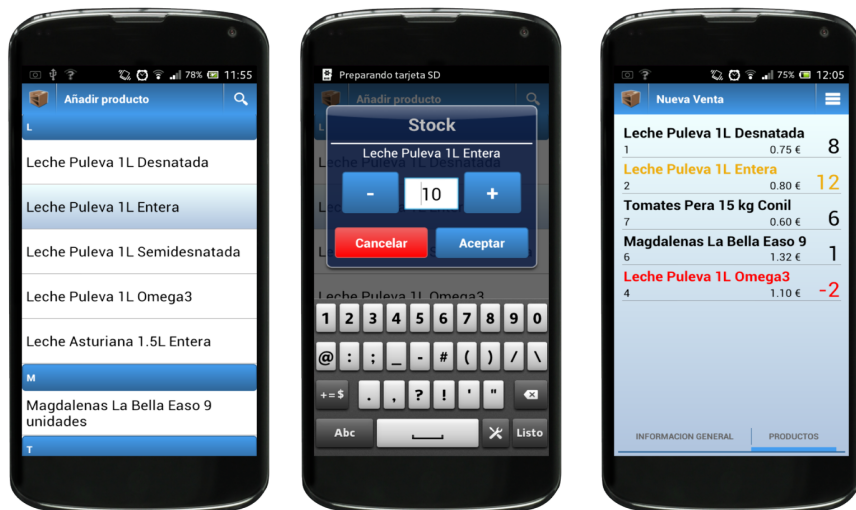 78% 11:55
Añadir producto
L
Leche Puleva 1L Desnatada
Leche Puleva 1L Entera
Leche Puleva 1L Semidesnatada
Leche Puleva 1L Omega3
Leche Asturiana 1.5L Entera
M
Magdalenas La Bella Easo 9
unidades
T
Preparando tarjeta SD
Añadir producto
L
Stock
Leche Puleva 1L Entera
- 10 +
Cancelar Aceptar
Leche Puleva 1L Omega3
1 2 3 4 5 6 7 8 9 0
@ : ; _ - # ( ) / \
+=$ . , ? ! ' "
Abc Listo
75% 12:05
Nueva Venta
Leche Puleva 1L Desnatada
1 0.75 € 8
Leche Puleva 1L Entera
2 0.80 € 12
Tomates Pera 15 kg Conil
7 0.60 € 6
Magdalenas La Bella Easo 9
6 1.32 € 1
Leche Puleva 1L Omega3
4 1.10 € -2
INFORMACION GENERAL PRODUCTOS